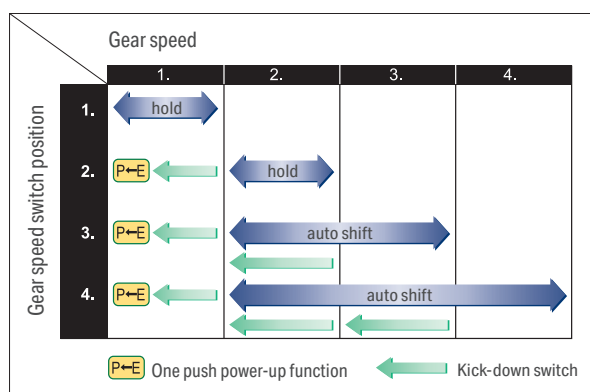 Gear speed
1. 2. 3. 4.
Gear speed switch position
1. hold
2. P←E hold
3. P←E auto shift
4. P←E auto shift
P←E One push power-up function Kick-down switch